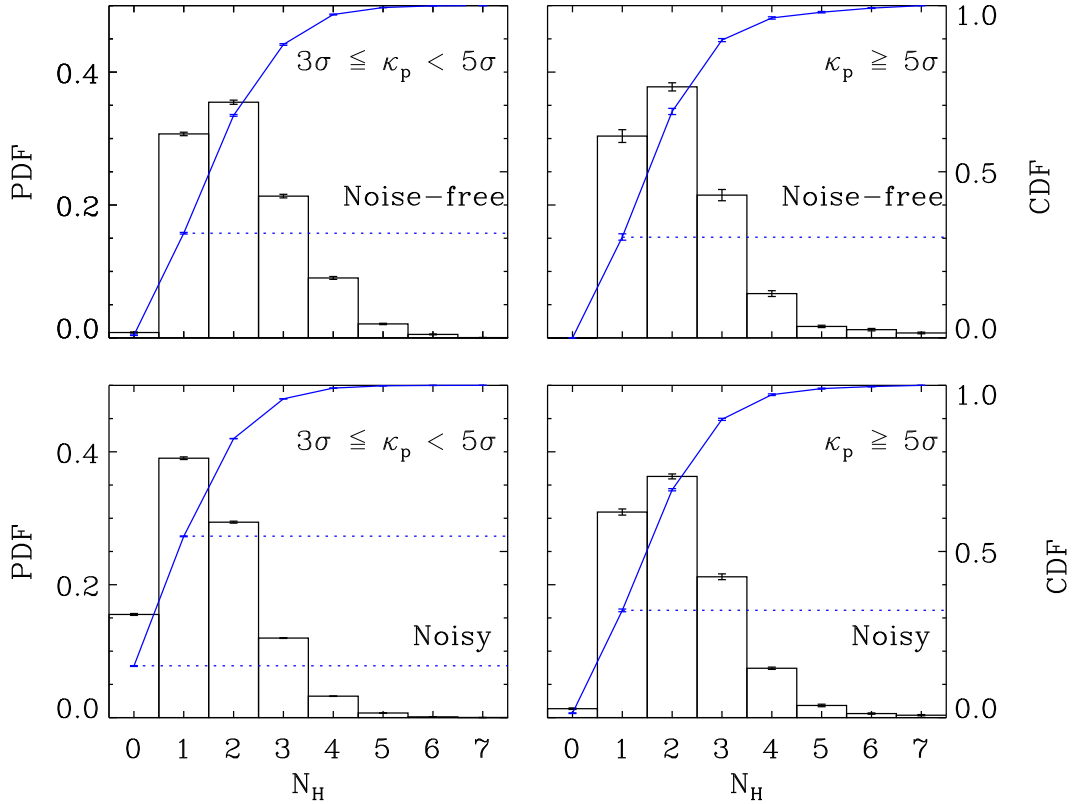 3σ ≦ κp < 5σ
Noise-free
PDF
0.4
0.2
0.0
κp ≧ 5σ
Noise-free
CDF
1.0
0.5
0.0
3σ ≦ κp < 5σ
Noisy
PDF
0.4
0.2
0.0
0 1 2 3 4 5 6 7
NH
κp ≧ 5σ
Noisy
CDF
1.0
0.5
0.0
0 1 2 3 4 5 6 7
NH